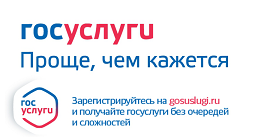 госуслуги
Проще, чем кажется
гос
услуги
Зарегистрируйтесь на gosuslugi.ru
и получайте госуслуги без очередей
и сложностей